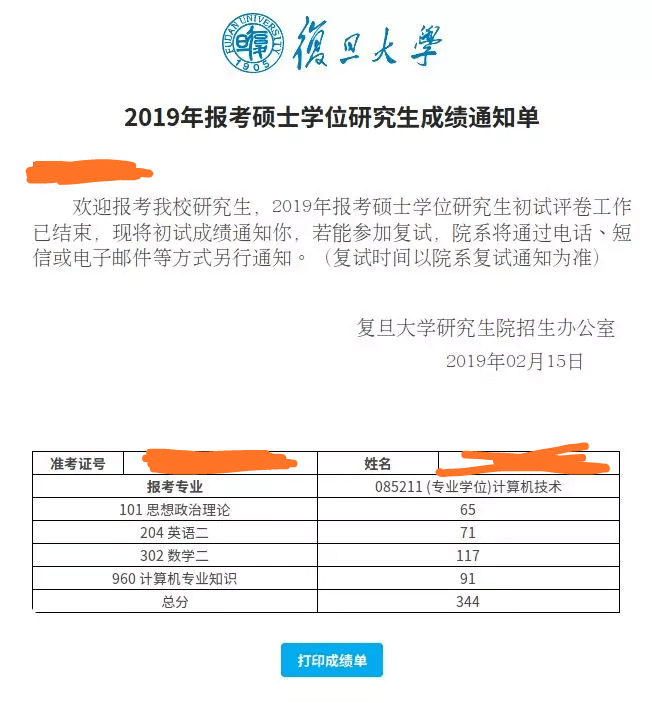 FUDAN UNIVERSITY
1905
復旦大學
2019年报考硕士学位研究生成绩通知单
欢迎报考我校研究生，2019年报考硕士学位研究生初试评卷工作
已结束，现将初试成绩通知你，若能参加复试，院系将通过电话、短
信或电子邮件等方式另行通知。（复试时间以院系复试通知为准）
复旦大学研究生院招生办公室
2019年02月15日
准考证号 姓名
报考专业 085211 (专业学位)计算机技术
101 思想政治理论 65
204 英语二 71
302 数学二 117
960 计算机专业知识 91
总分 344
打印成绩单